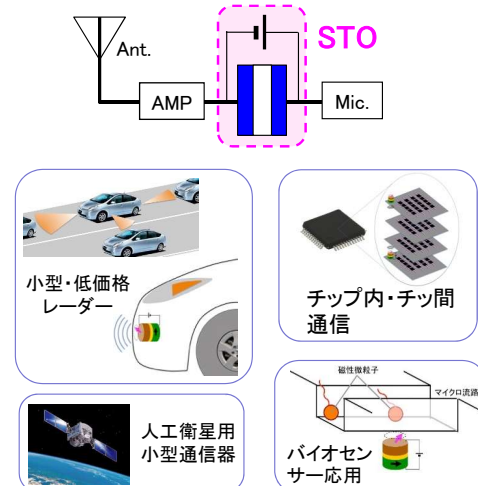 STO
Ant.
AMP
Mic.
小型・低価格
レーダー
チップ内・チッ間
通信
人工衛星用
小型通信器
磁性微粒子
マイクロ流路
バイオセン
サー応用